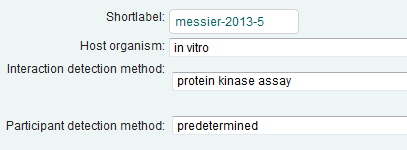 Shortlabel: messier-2013-5
Host organism: in vitro
Interaction detection method:
protein kinase assay
Participant detection method: predetermined